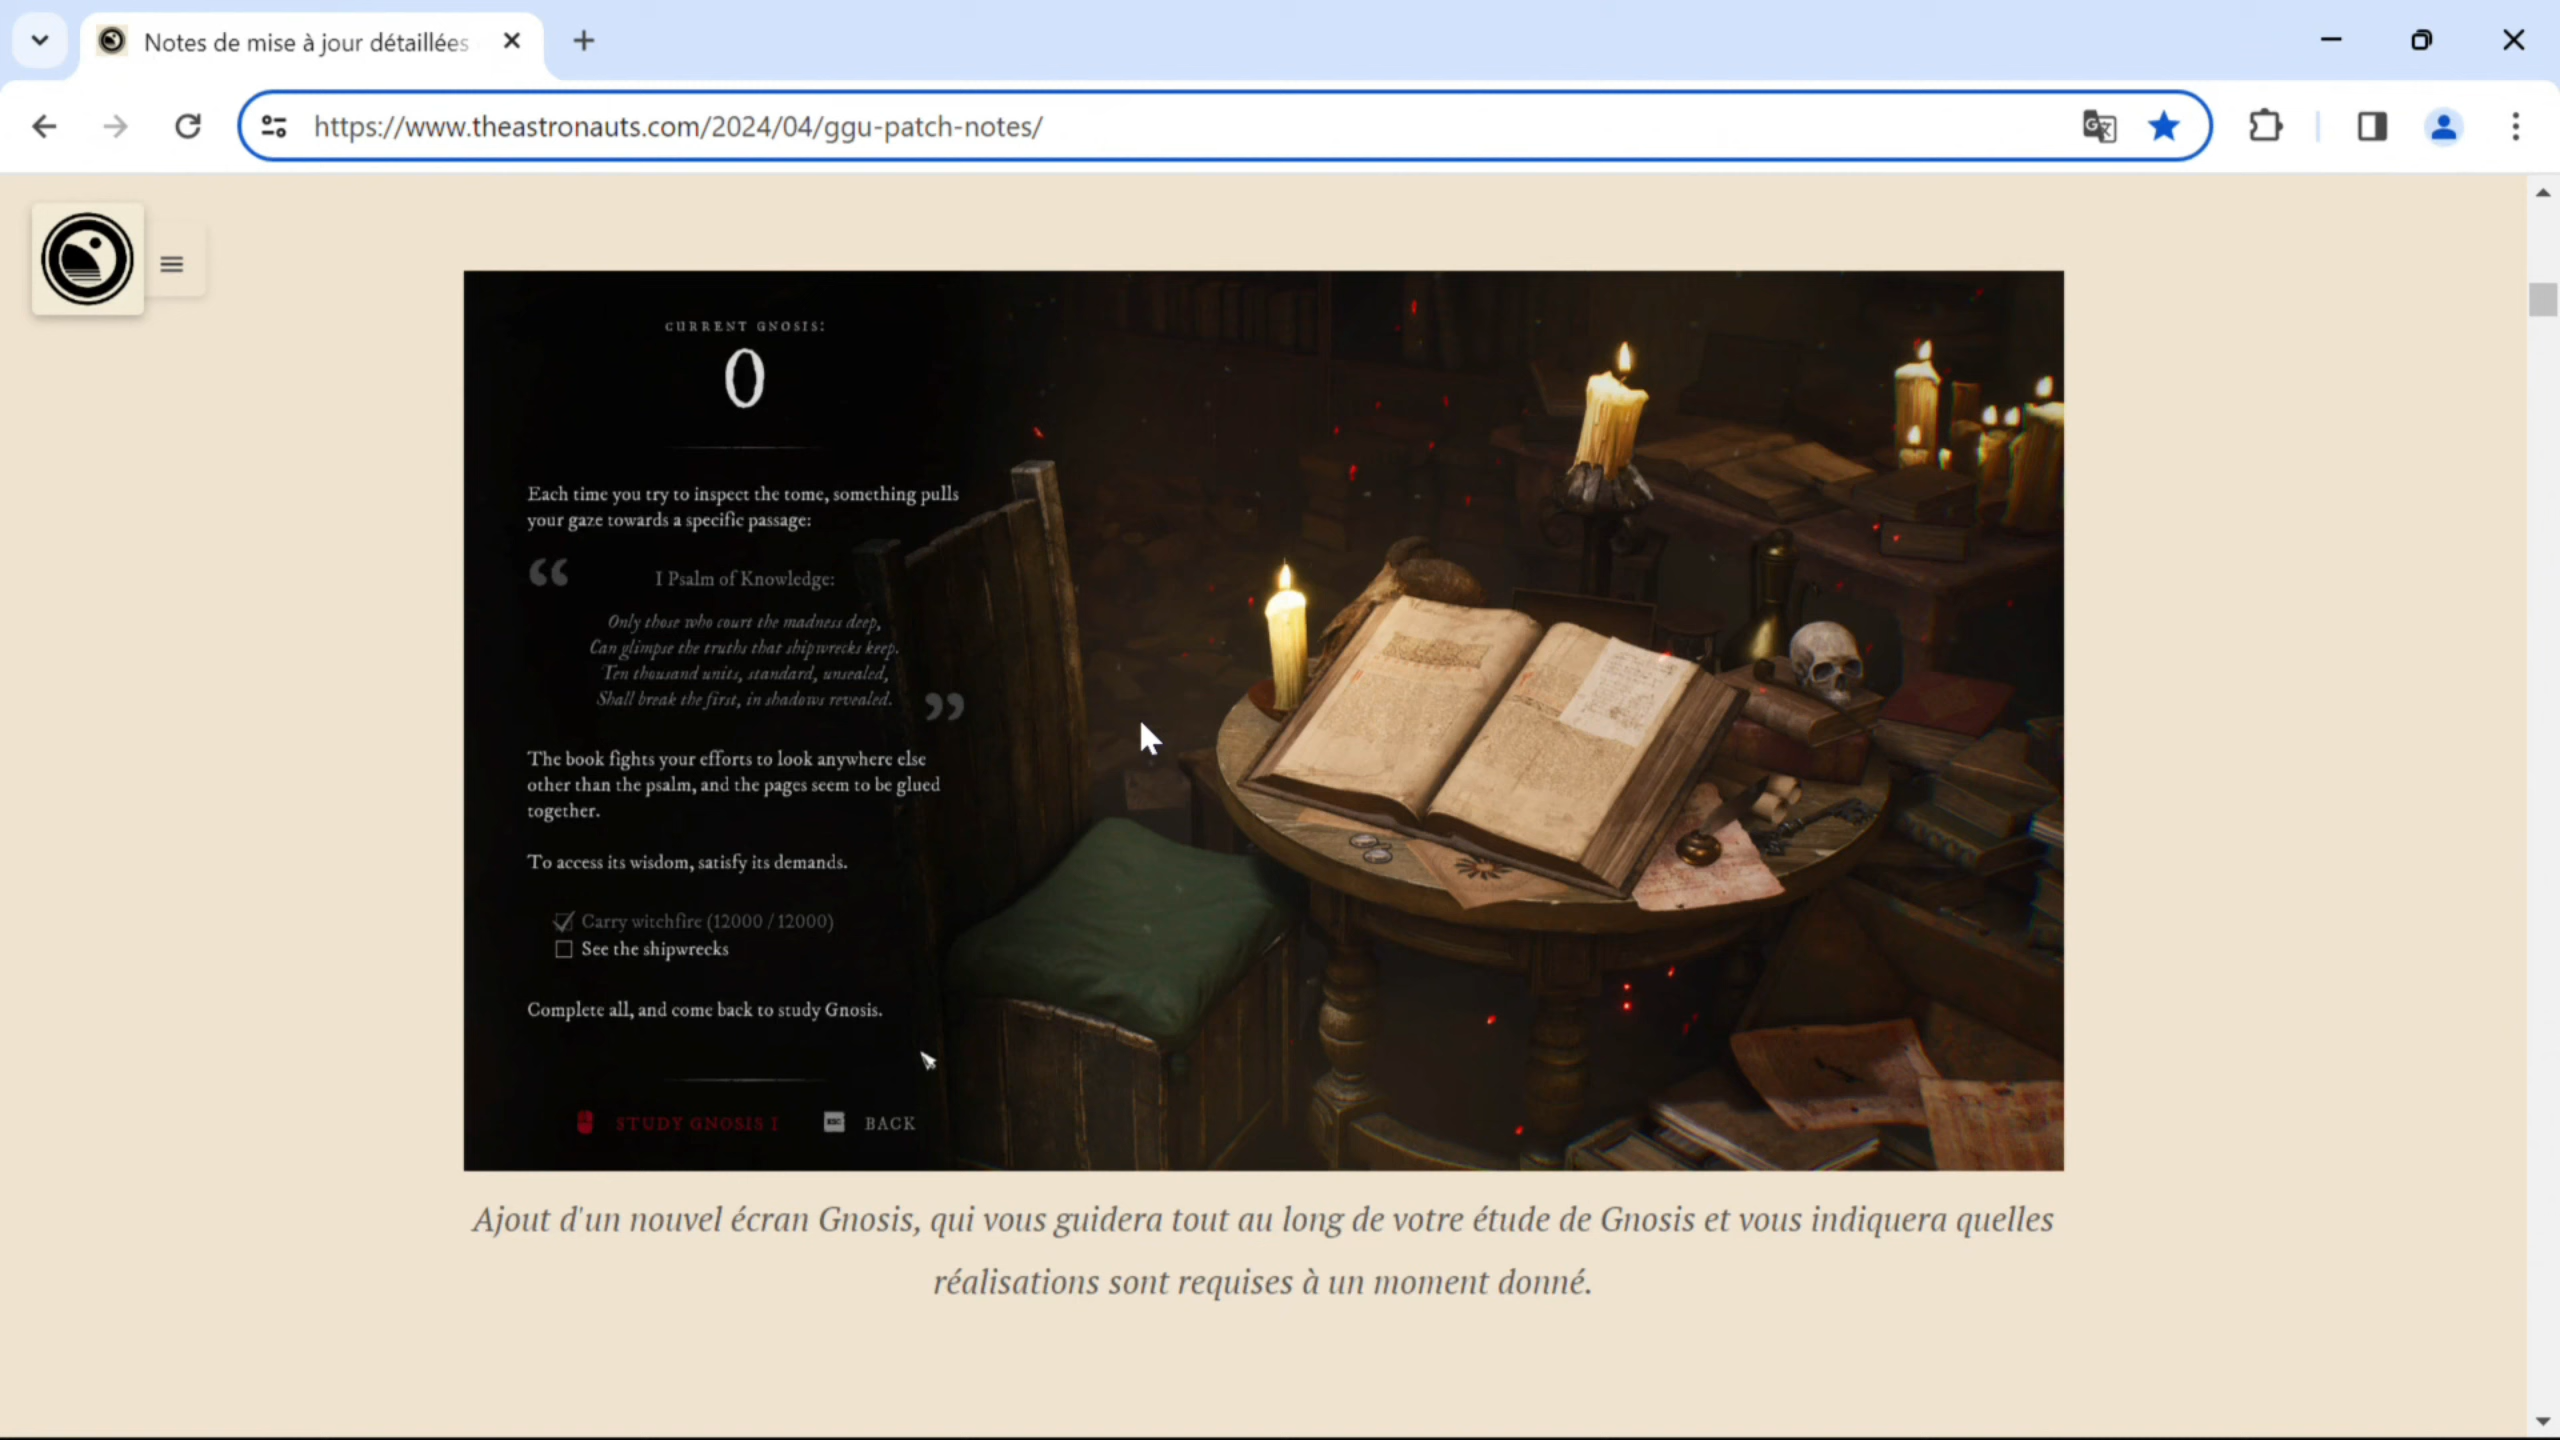 Notes de mise à jour détaillées
https://www.theastronauts.com/2024/04/ggu-patch-notes/
CURRENT GNOSIS:
0
Each time you try to inspect the tome, something pulls
your gaze towards a specific passage:
“
I Psalm of Knowledge:
Only those who court the madness deep,
Can glimpse the truths that shipwrecks keep.
Ten thousand units, standard, unsealed,
Shall break the first, in shadows revealed.
”
The book fights your efforts to look anywhere else
other than the psalm, and the pages seem to be glued
together.
To access its wisdom, satisfy its demands.
Carry witchfire (12000 / 12000)
See the shipwrecks
Complete all, and come back to study Gnosis.
STUDY GNOSIS I
ESC BACK
Ajout d'un nouvel écran Gnosis, qui vous guidera tout au long de votre étude de Gnosis et vous indiquera quelles
réalisations sont requises à un moment donné.